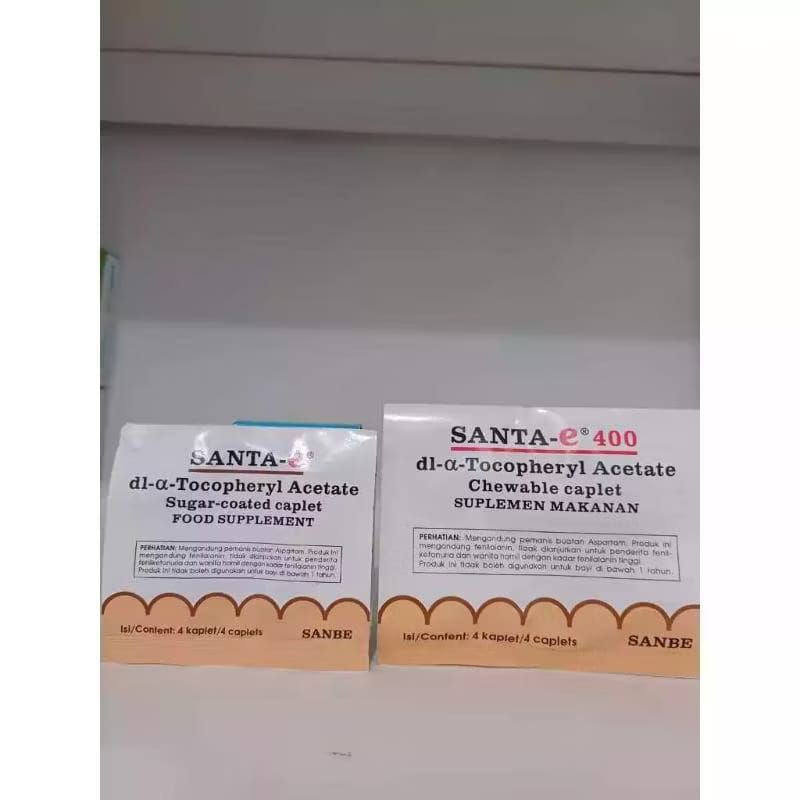 SANTA-e®
dl-α-Tocopheryl Acetate
Sugar-coated caplet
FOOD SUPPLEMENT
PERHATIAN: Mengandung pemanis buatan Aspartam. Produk ini
mengandung fenilalanin, tidak dianjurkan untuk penderita
fenilketonuria dan wanita hamil dengan kadar fenilalanin tinggi.
Produk ini tidak boleh digunakan untuk bayi di bawah 1 tahun.
Isi/Content: 4 kaplet/4 caplets
SANBE
SANTA-e® 400
dl-α-Tocopheryl Acetate
Chewable caplet
SUPLEMEN MAKANAN
PERHATIAN: Mengandung pemanis buatan Aspartam. Produk ini
mengandung fenilalanin, tidak dianjurkan untuk penderita fenil-
ketonuria dan wanita hamil dengan kadar fenilalanin tinggi.
Produk ini tidak boleh digunakan untuk bayi di bawah 1 tahun.
Isi/Content: 4 kaplet/4 caplets
SANBE